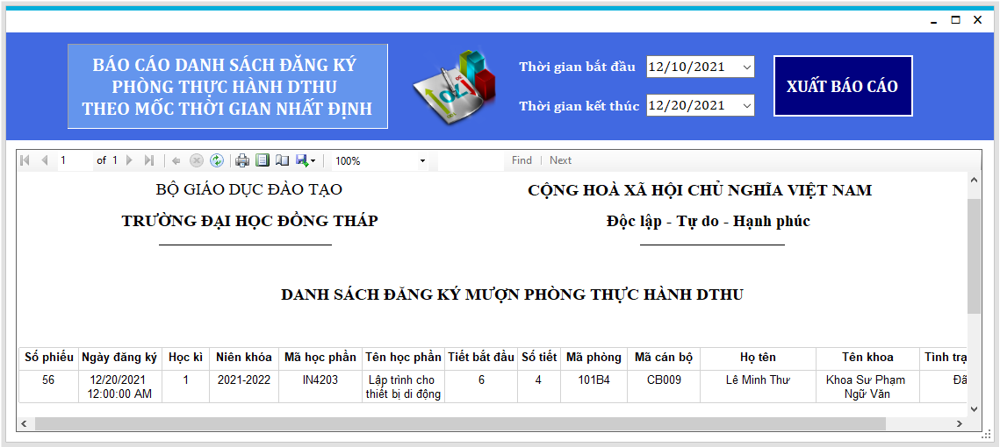 BÁO CÁO DANH SÁCH ĐĂNG KÝ
PHÒNG THỰC HÀNH DTHU
THEO MỐC THỜI GIAN NHẤT ĐỊNH
Thời gian bắt đầu 12/10/2021
Thời gian kết thúc 12/20/2021
XUẤT BÁO CÁO
1 of 1 100% Find | Next
BỘ GIÁO DỤC ĐÀO TẠO
TRƯỜNG ĐẠI HỌC ĐỒNG THÁP
CỘNG HOÀ XÃ HỘI CHỦ NGHĨA VIỆT NAM
Độc lập - Tự do - Hạnh phúc
DANH SÁCH ĐĂNG KÝ MƯỢN PHÒNG THỰC HÀNH DTHU
Số phiếu Ngày đăng ký Học kì Niên khóa Mã học phần Tên học phần Tiết bắt đầu Số tiết Mã phòng Mã cán bộ Họ tên Tên khoa Tình trạ
56 12/20/2021 1 2021-2022 IN4203 Lập trình cho 6 4 101B4 CB009 Lê Minh Thư Khoa Sư Phạm Đã
12:00:00 AM thiết bị di động Ngữ Văn